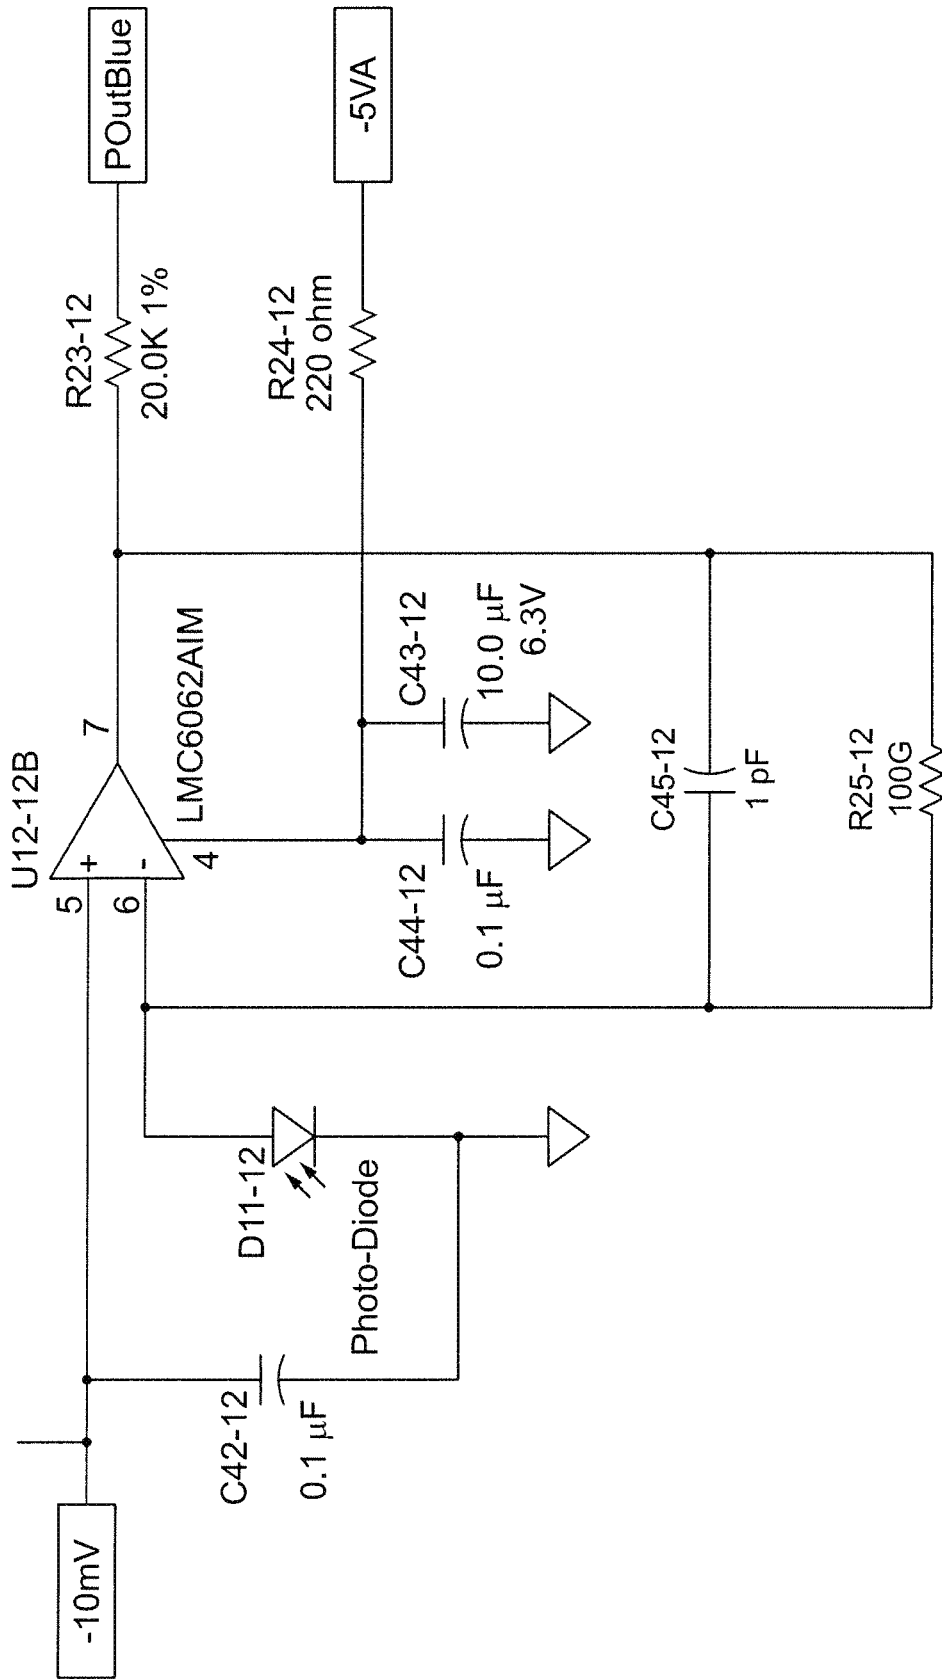 -10mV
C42-12
0.1 µF
D11-12
Photo-Diode
U12-12B
5
+
6
-
4
7
LMC6062AIM
C44-12
0.1 µF
C43-12
10.0 µF
6.3V
R23-12
20.0K 1%
POutBlue
R24-12
220 ohm
-5VA
C45-12
1 pF
R25-12
100G